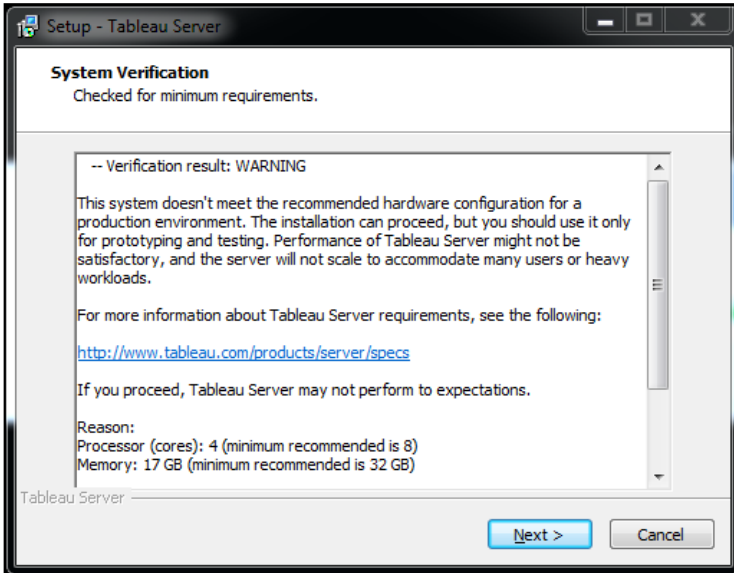 Setup - Tableau Server
System Verification
Checked for minimum requirements.
-- Verification result: WARNING
This system doesn't meet the recommended hardware configuration for a
production environment. The installation can proceed, but you should use it only
for prototyping and testing. Performance of Tableau Server might not be
satisfactory, and the server will not scale to accommodate many users or heavy
workloads.
For more information about Tableau Server requirements, see the following:
http://www.tableau.com/products/server/specs
If you proceed, Tableau Server may not perform to expectations.
Reason:
Processor (cores): 4 (minimum recommended is 8)
Memory: 17 GB (minimum recommended is 32 GB)
Tableau Server
Next >
Cancel